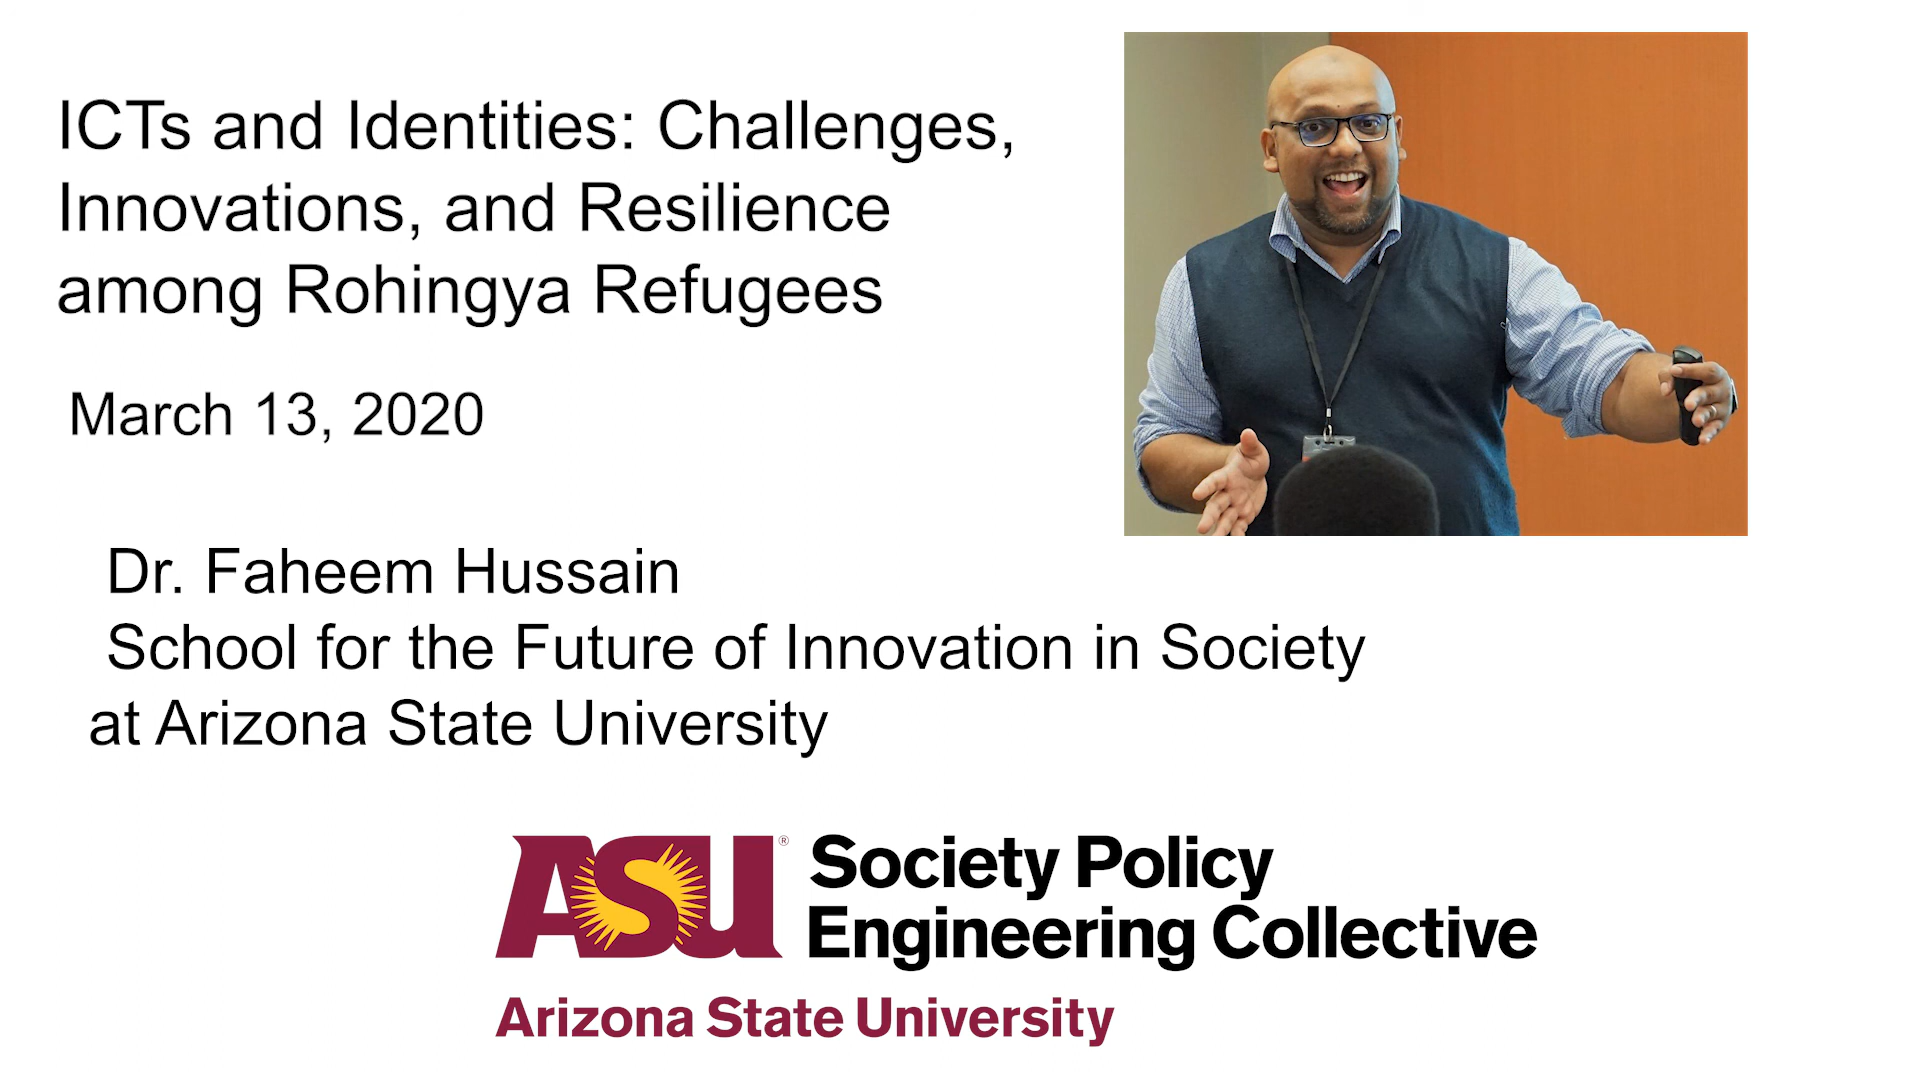 ICTs and Identities: Challenges,
Innovations, and Resilience
among Rohingya Refugees
March 13, 2020
Dr. Faheem Hussain
School for the Future of Innovation in Society
at Arizona State University
ASU® Society Policy
Engineering Collective
Arizona State University